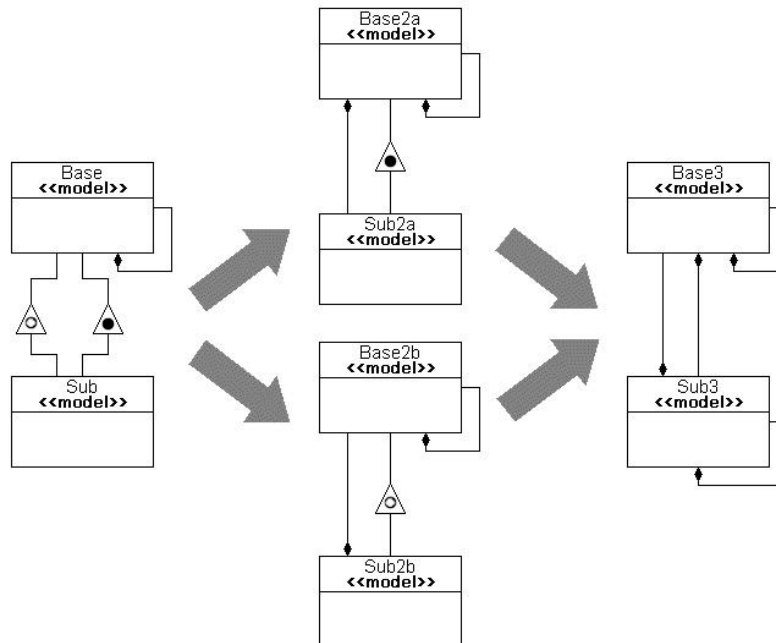 Base
<<model>>
Sub
<<model>>
Base2a
<<model>>
Sub2a
<<model>>
Base2b
<<model>>
Sub2b
<<model>>
Base3
<<model>>
Sub3
<<model>>